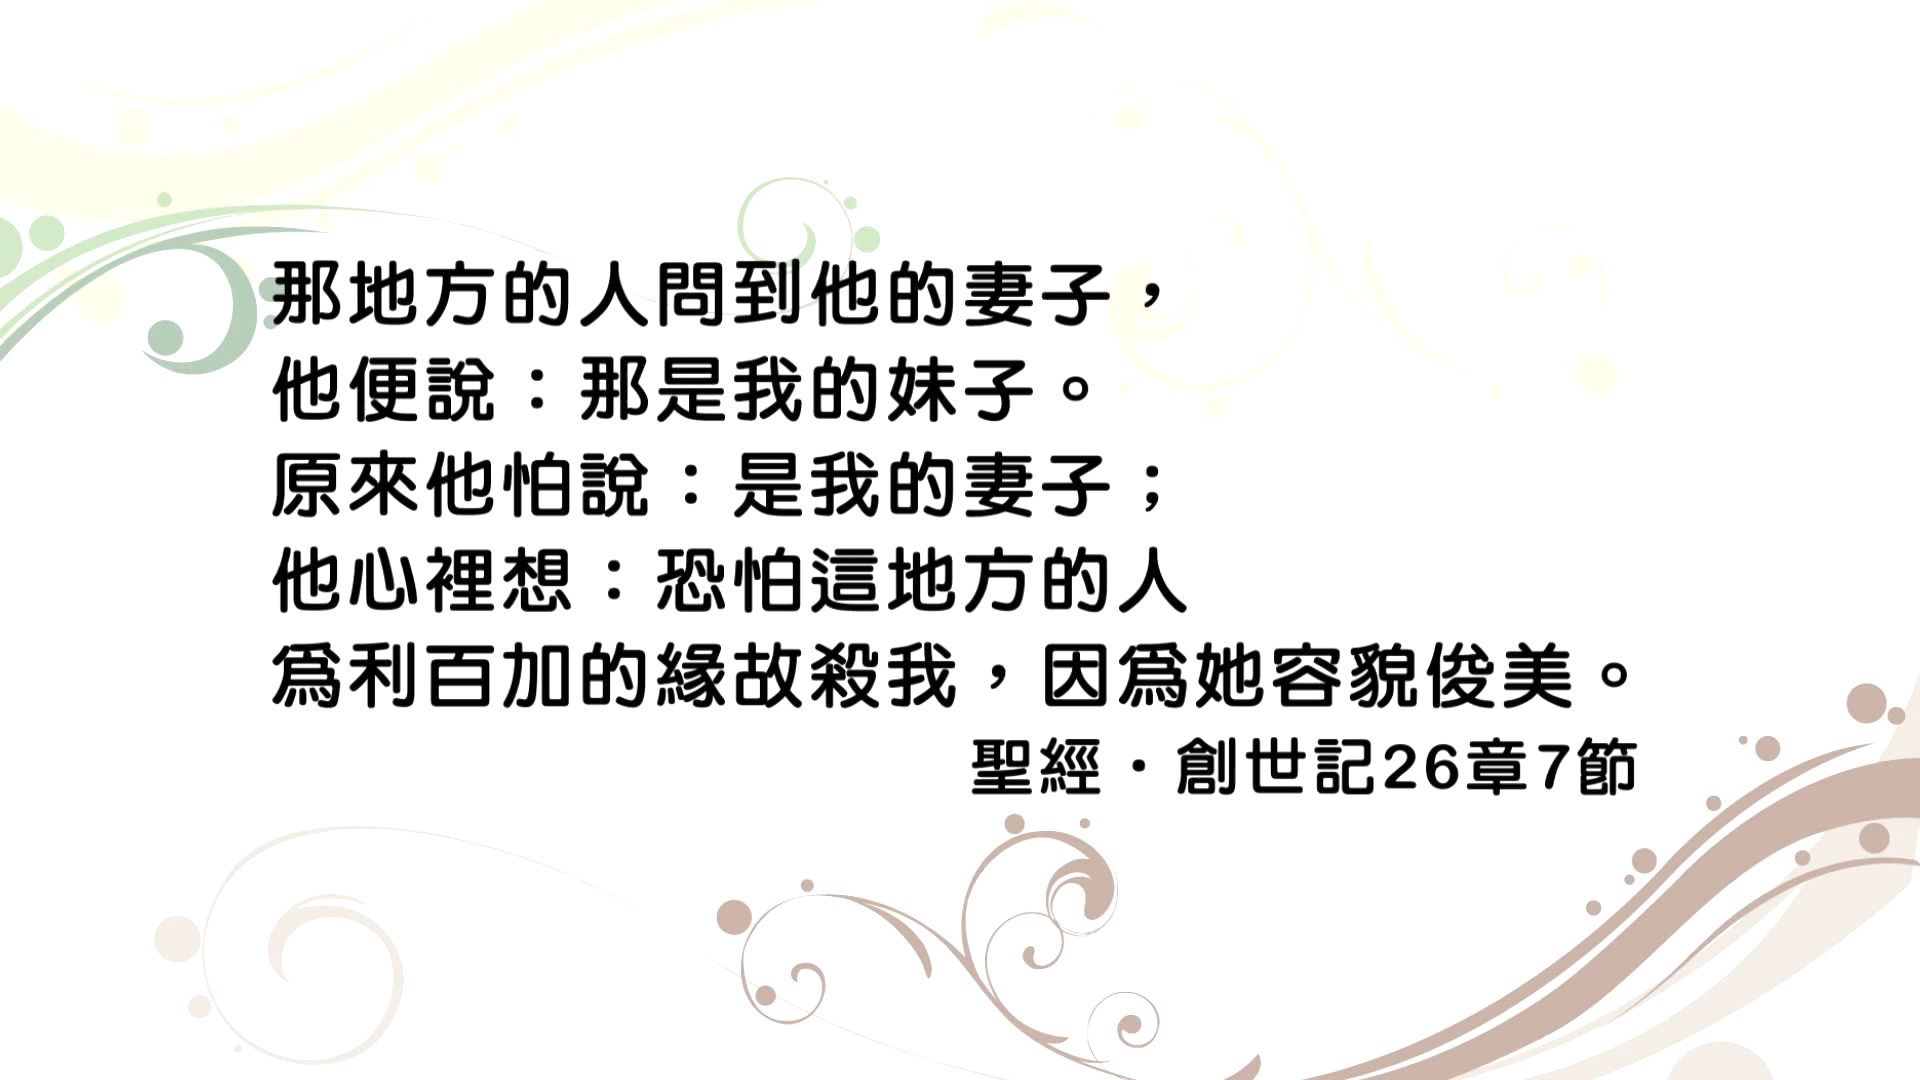 那地方的人問到他的妻子，
他便說：那是我的妹子。
原來他怕說：是我的妻子；
他心裡想：恐怕這地方的人
為利百加的緣故殺我，因為她容貌俊美。
聖經．創世記26章7節